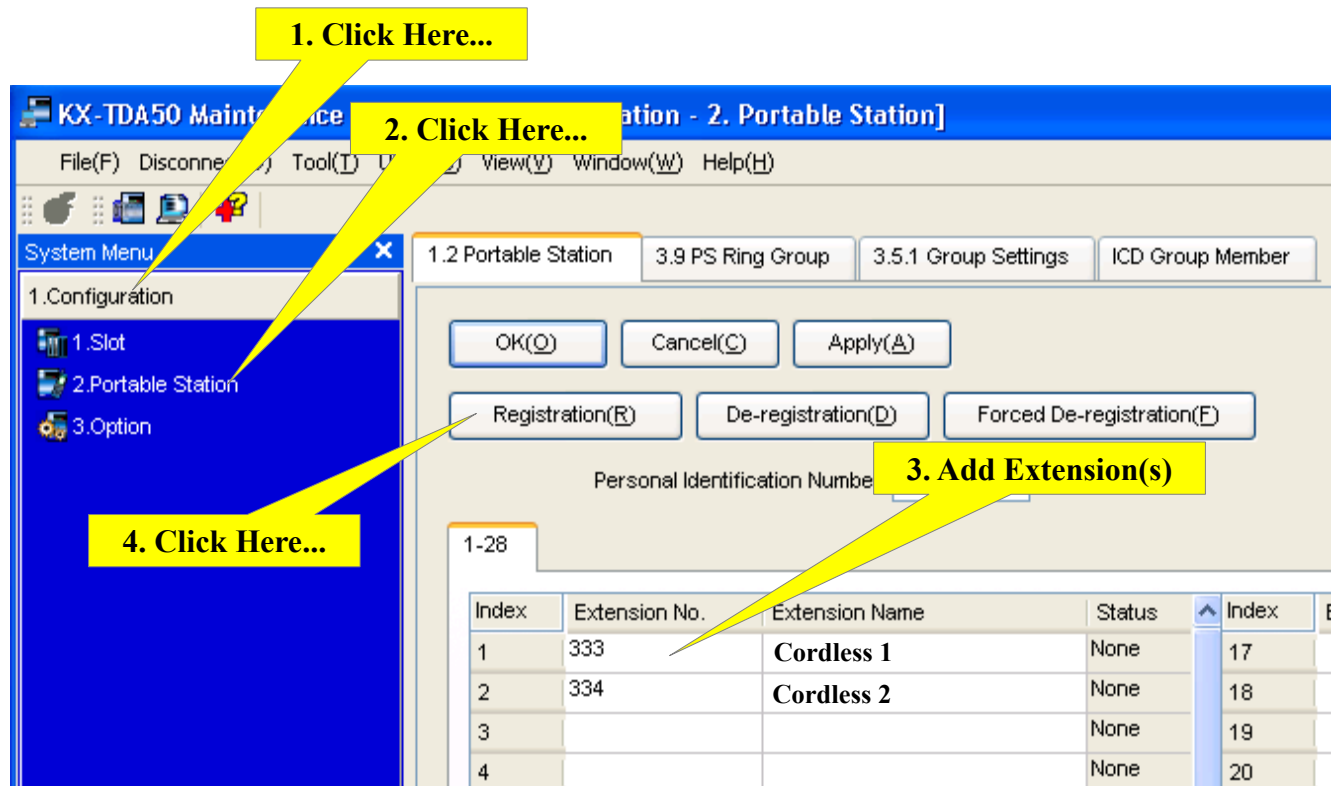 1. Click Here...
KX-TDA50 Mainte nce ation - 2. Portable Station]
2. Click Here...
File(F) Disconne Tool(T) U View(V) Window(W) Help(H)
System Menu
1.2 Portable Station 3.9 PS Ring Group 3.5.1 Group Settings ICD Group Member
1.Configuration
1.Slot
2.Portable Station
3.Option
OK(O) Cancel(C) Apply(A)
Registration(R) De-registration(D) Forced De-registration(F)
Personal Identification Numbe
3. Add Extension(s)
4. Click Here...
1-28
Index Extension No. Extension Name Status Index E
1 333 Cordless 1 None 17
2 334 Cordless 2 None 18
3 None 19
4 None 20